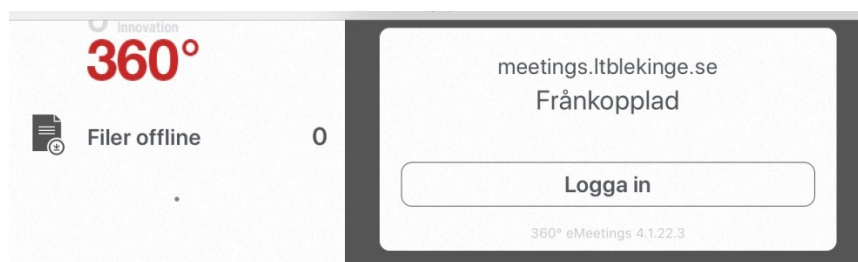 Innovation
360°
Filer offline 0
meetings.ltblekinge.se
Frånkopplad
Logga in
360° eMeetings 4.1.22.3